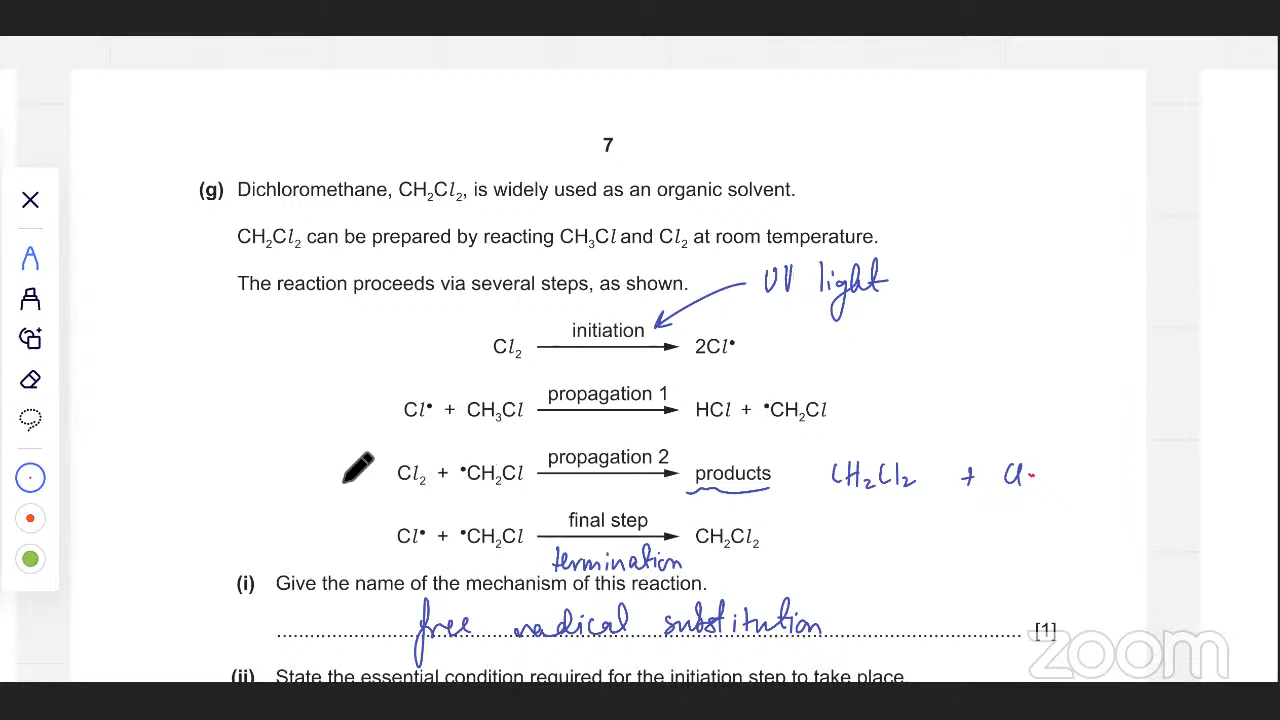 7
(g) Dichloromethane, CH₂Cl₂, is widely used as an organic solvent.
CH₂Cl₂ can be prepared by reacting CH₃Cl and Cl₂ at room temperature.
The reaction proceeds via several steps, as shown.
UV light
initiation
Cl₂ → 2Cl•
propagation 1
Cl• + CH₃Cl → HCl + •CH₂Cl
propagation 2
Cl₂ + •CH₂Cl → products CH₂Cl₂ + Cl•
final step
Cl• + •CH₂Cl → CH₂Cl₂
termination
(i) Give the name of the mechanism of this reaction.
free radical substitution
[1]
zoom
(ii) State the essential condition required for the initiation step to take place.